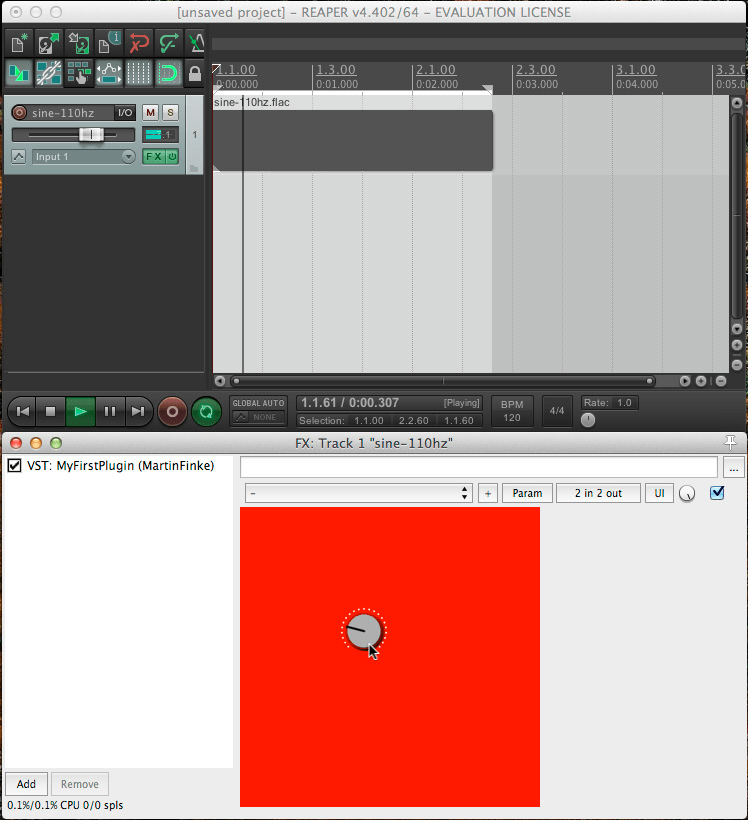 [unsaved project] - REAPER v4.402/64 - EVALUATION LICENSE
1.1.00 1.3.00 2.1.00 2.3.00 3.1.00 3.3.0
0:00.000 0:01.000 0:02.000 0:03.000 0:04.000 0:05.0
sine-110hz.flac
sine-110hz I/O M S
.1 1
Input 1 FX
GLOBAL AUTO
NONE
1.1.61 / 0:00.307 [Playing]
Selection: 1.1.00 2.2.60 1.1.60
BPM
120
4/4
Rate: 1.0
FX: Track 1 "sine-110hz"
VST: MyFirstPlugin (MartinFinke)
...
- + Param 2 in 2 out UI
Add Remove
0.1%/0.1% CPU 0/0 spls